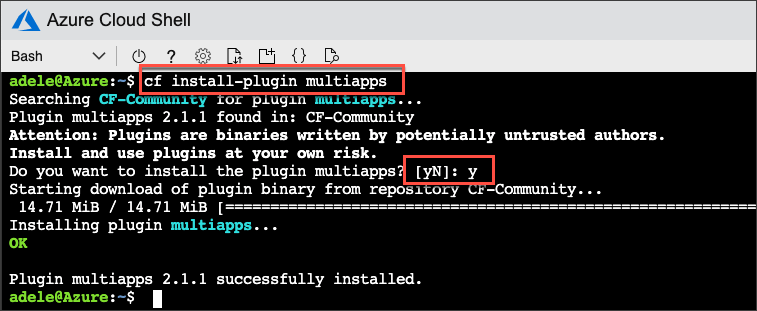 Azure Cloud Shell
Bash ? {}
adele@Azure:~$ cf install-plugin multiapps
Searching CF-Community for plugin multiapps...
Plugin multiapps 2.1.1 found in: CF-Community
Attention: Plugins are binaries written by potentially untrusted authors.
Install and use plugins at your own risk.
Do you want to install the plugin multiapps? [yN]: y
Starting download of plugin binary from repository CF-Community...
 14.71 MiB / 14.71 MiB [===========================================================
Installing plugin multiapps...
OK
Plugin multiapps 2.1.1 successfully installed.
adele@Azure:~$